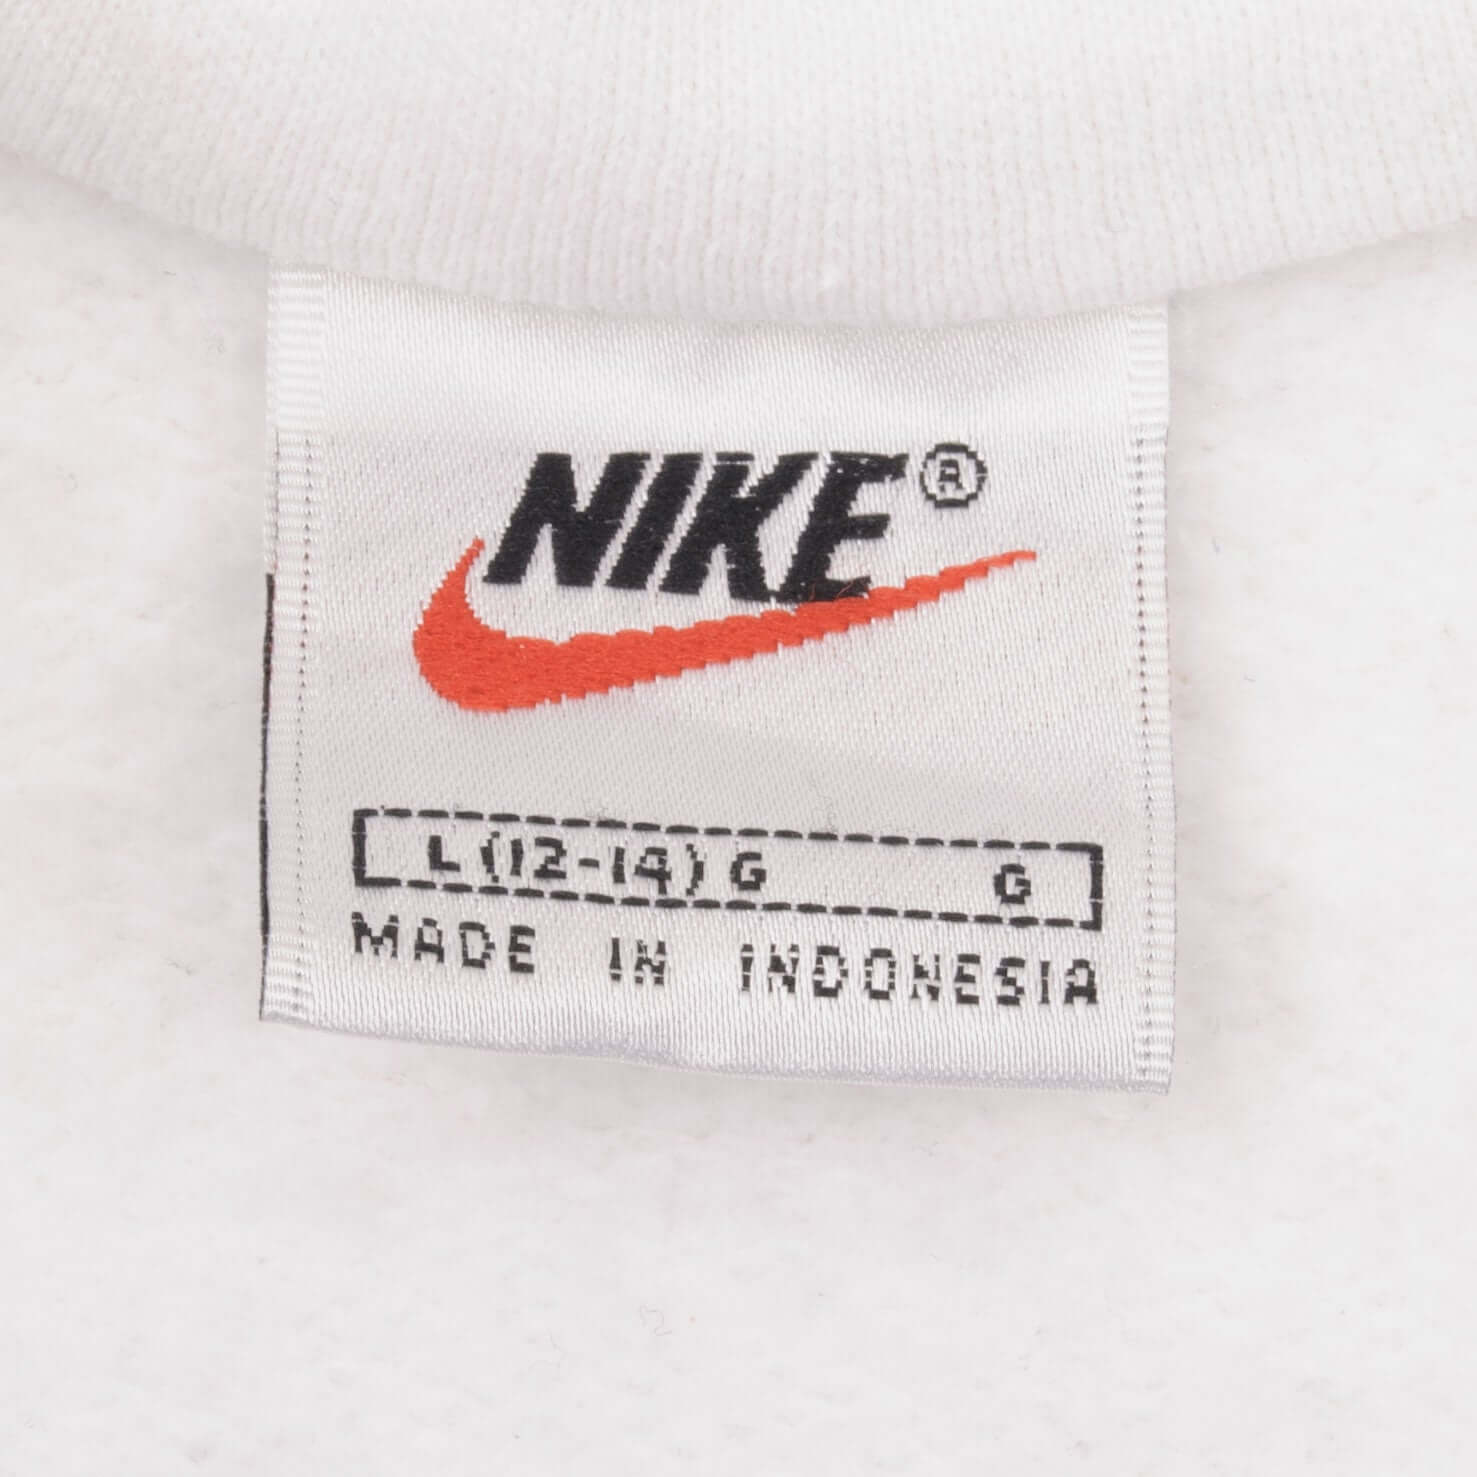 NIKE®
L (12-14) G G
MADE IN INDONESIA